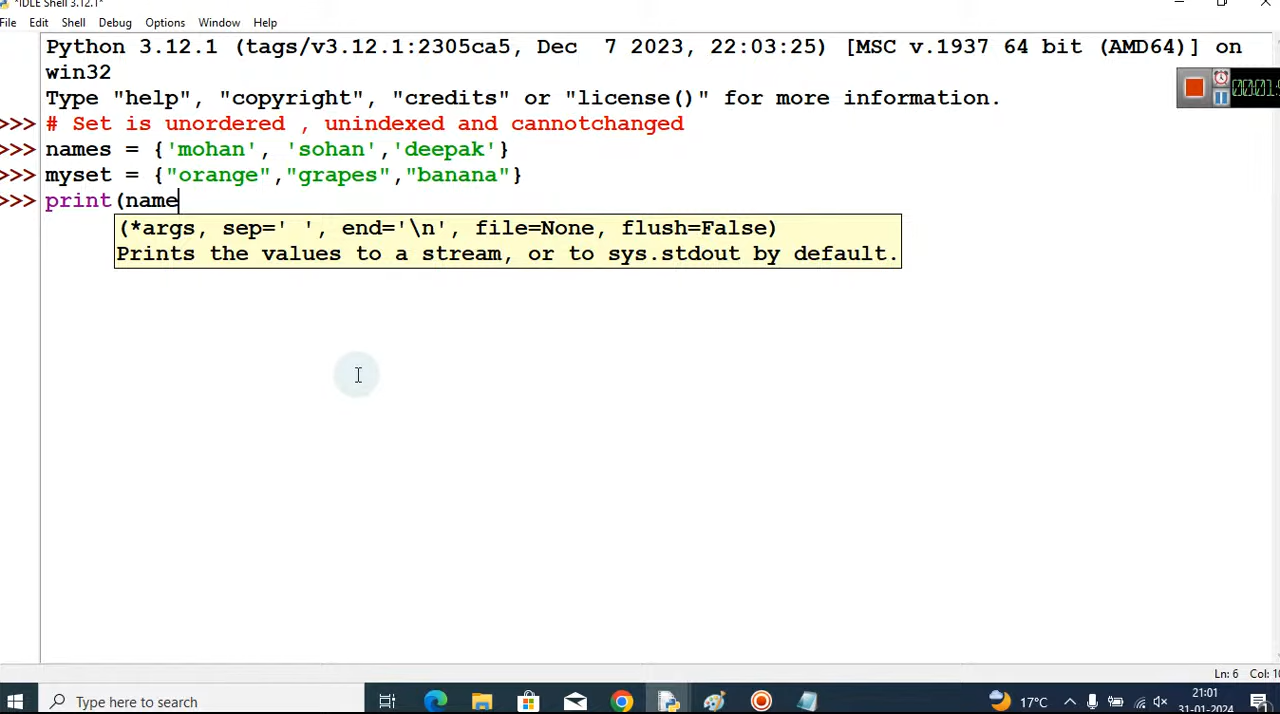 *IDLE Shell 3.12.1*
File Edit Shell Debug Options Window Help
Python 3.12.1 (tags/v3.12.1:2305ca5, Dec  7 2023, 22:03:25) [MSC v.1937 64 bit (AMD64)] on
win32
Type "help", "copyright", "credits" or "license()" for more information.
>>> # Set is unordered , unindexed and cannotchanged
>>> names = {'mohan', 'sohan','deepak'}
>>> myset = {"orange","grapes","banana"}
>>> print(name
(*args, sep=' ', end='\n', file=None, flush=False)
Prints the values to a stream, or to sys.stdout by default.
Ln: 6
Type here to search
17°C
21:01
31-01-2024